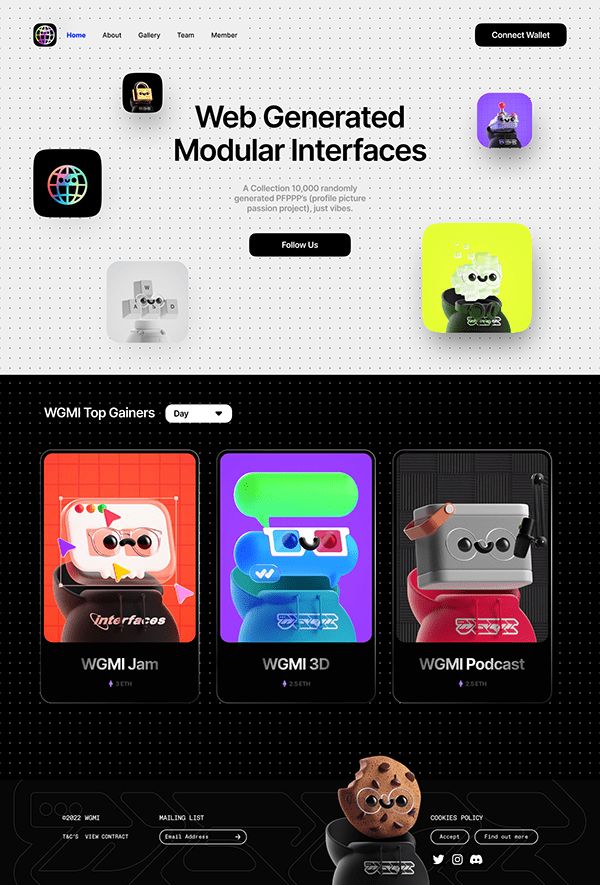 Home About Gallery Team Member Connect Wallet
Web Generated
Modular Interfaces
A Collection 10,000 randomly
generated PFPPP's (profile picture
passion project), just vibes.
Follow Us
W
A S D
WGMI Top Gainers Day
interfaces
WGMI Jam WGMI 3D WGMI Podcast
3 ETH 2.5 ETH 2.5 ETH
©2022 WGMI MAILING LIST COOKIES POLICY
T&C'S VIEW CONTRACT Email Address Accept Find out more